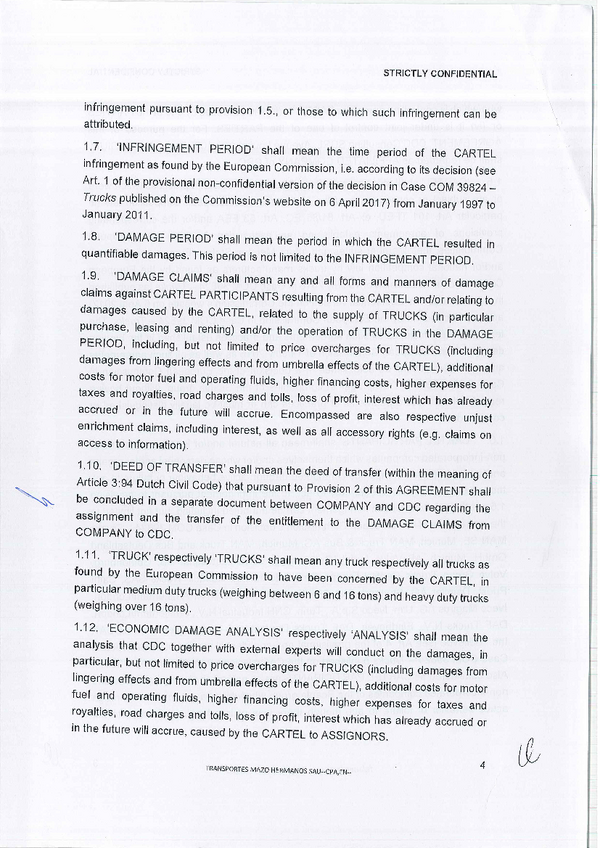 STRICTLY CONFIDENTIAL
infringement pursuant to provision 1.5., or those to which such infringement can be
attributed.
1.7. 'INFRINGEMENT PERIOD' shall mean the time period of the CARTEL
infringement as found by the European Commission, i.e. according to its decision (see
Art. 1 of the provisional non-confidential version of the decision in Case COM 39824 –
Trucks published on the Commission's website on 6 April 2017) from January 1997 to
January 2011.
1.8. 'DAMAGE PERIOD' shall mean the period in which the CARTEL resulted in
quantifiable damages. This period is not limited to the INFRINGEMENT PERIOD.
1.9. 'DAMAGE CLAIMS' shall mean any and all forms and manners of damage
claims against CARTEL PARTICIPANTS resulting from the CARTEL and/or relating to
damages caused by the CARTEL, related to the supply of TRUCKS (in particular
purchase, leasing and renting) and/or the operation of TRUCKS in the DAMAGE
PERIOD, including, but not limited to price overcharges for TRUCKS (including
damages from lingering effects and from umbrella effects of the CARTEL), additional
costs for motor fuel and operating fluids, higher financing costs, higher expenses for
taxes and royalties, road charges and tolls, loss of profit, interest which has already
accrued or in the future will accrue. Encompassed are also respective unjust
enrichment claims, including interest, as well as all accessory rights (e.g. claims on
access to information).
1.10. 'DEED OF TRANSFER' shall mean the deed of transfer (within the meaning of
Article 3:94 Dutch Civil Code) that pursuant to Provision 2 of this AGREEMENT shall
be concluded in a separate document between COMPANY and CDC regarding the
assignment and the transfer of the entitlement to the DAMAGE CLAIMS from
COMPANY to CDC.
1.11. 'TRUCK' respectively 'TRUCKS' shall mean any truck respectively all trucks as
found by the European Commission to have been concerned by the CARTEL, in
particular medium duty trucks (weighing between 6 and 16 tons) and heavy duty trucks
(weighing over 16 tons).
1.12. 'ECONOMIC DAMAGE ANALYSIS' respectively 'ANALYSIS' shall mean the
analysis that CDC together with external experts will conduct on the damages, in
particular, but not limited to price overcharges for TRUCKS (including damages from
lingering effects and from umbrella effects of the CARTEL), additional costs for motor
fuel and operating fluids, higher financing costs, higher expenses for taxes and
royalties, road charges and tolls, loss of profit, interest which has already accrued or
in the future will accrue, caused by the CARTEL to ASSIGNORS.
4
TRANSPORTES MAZO HERMANOS SAU